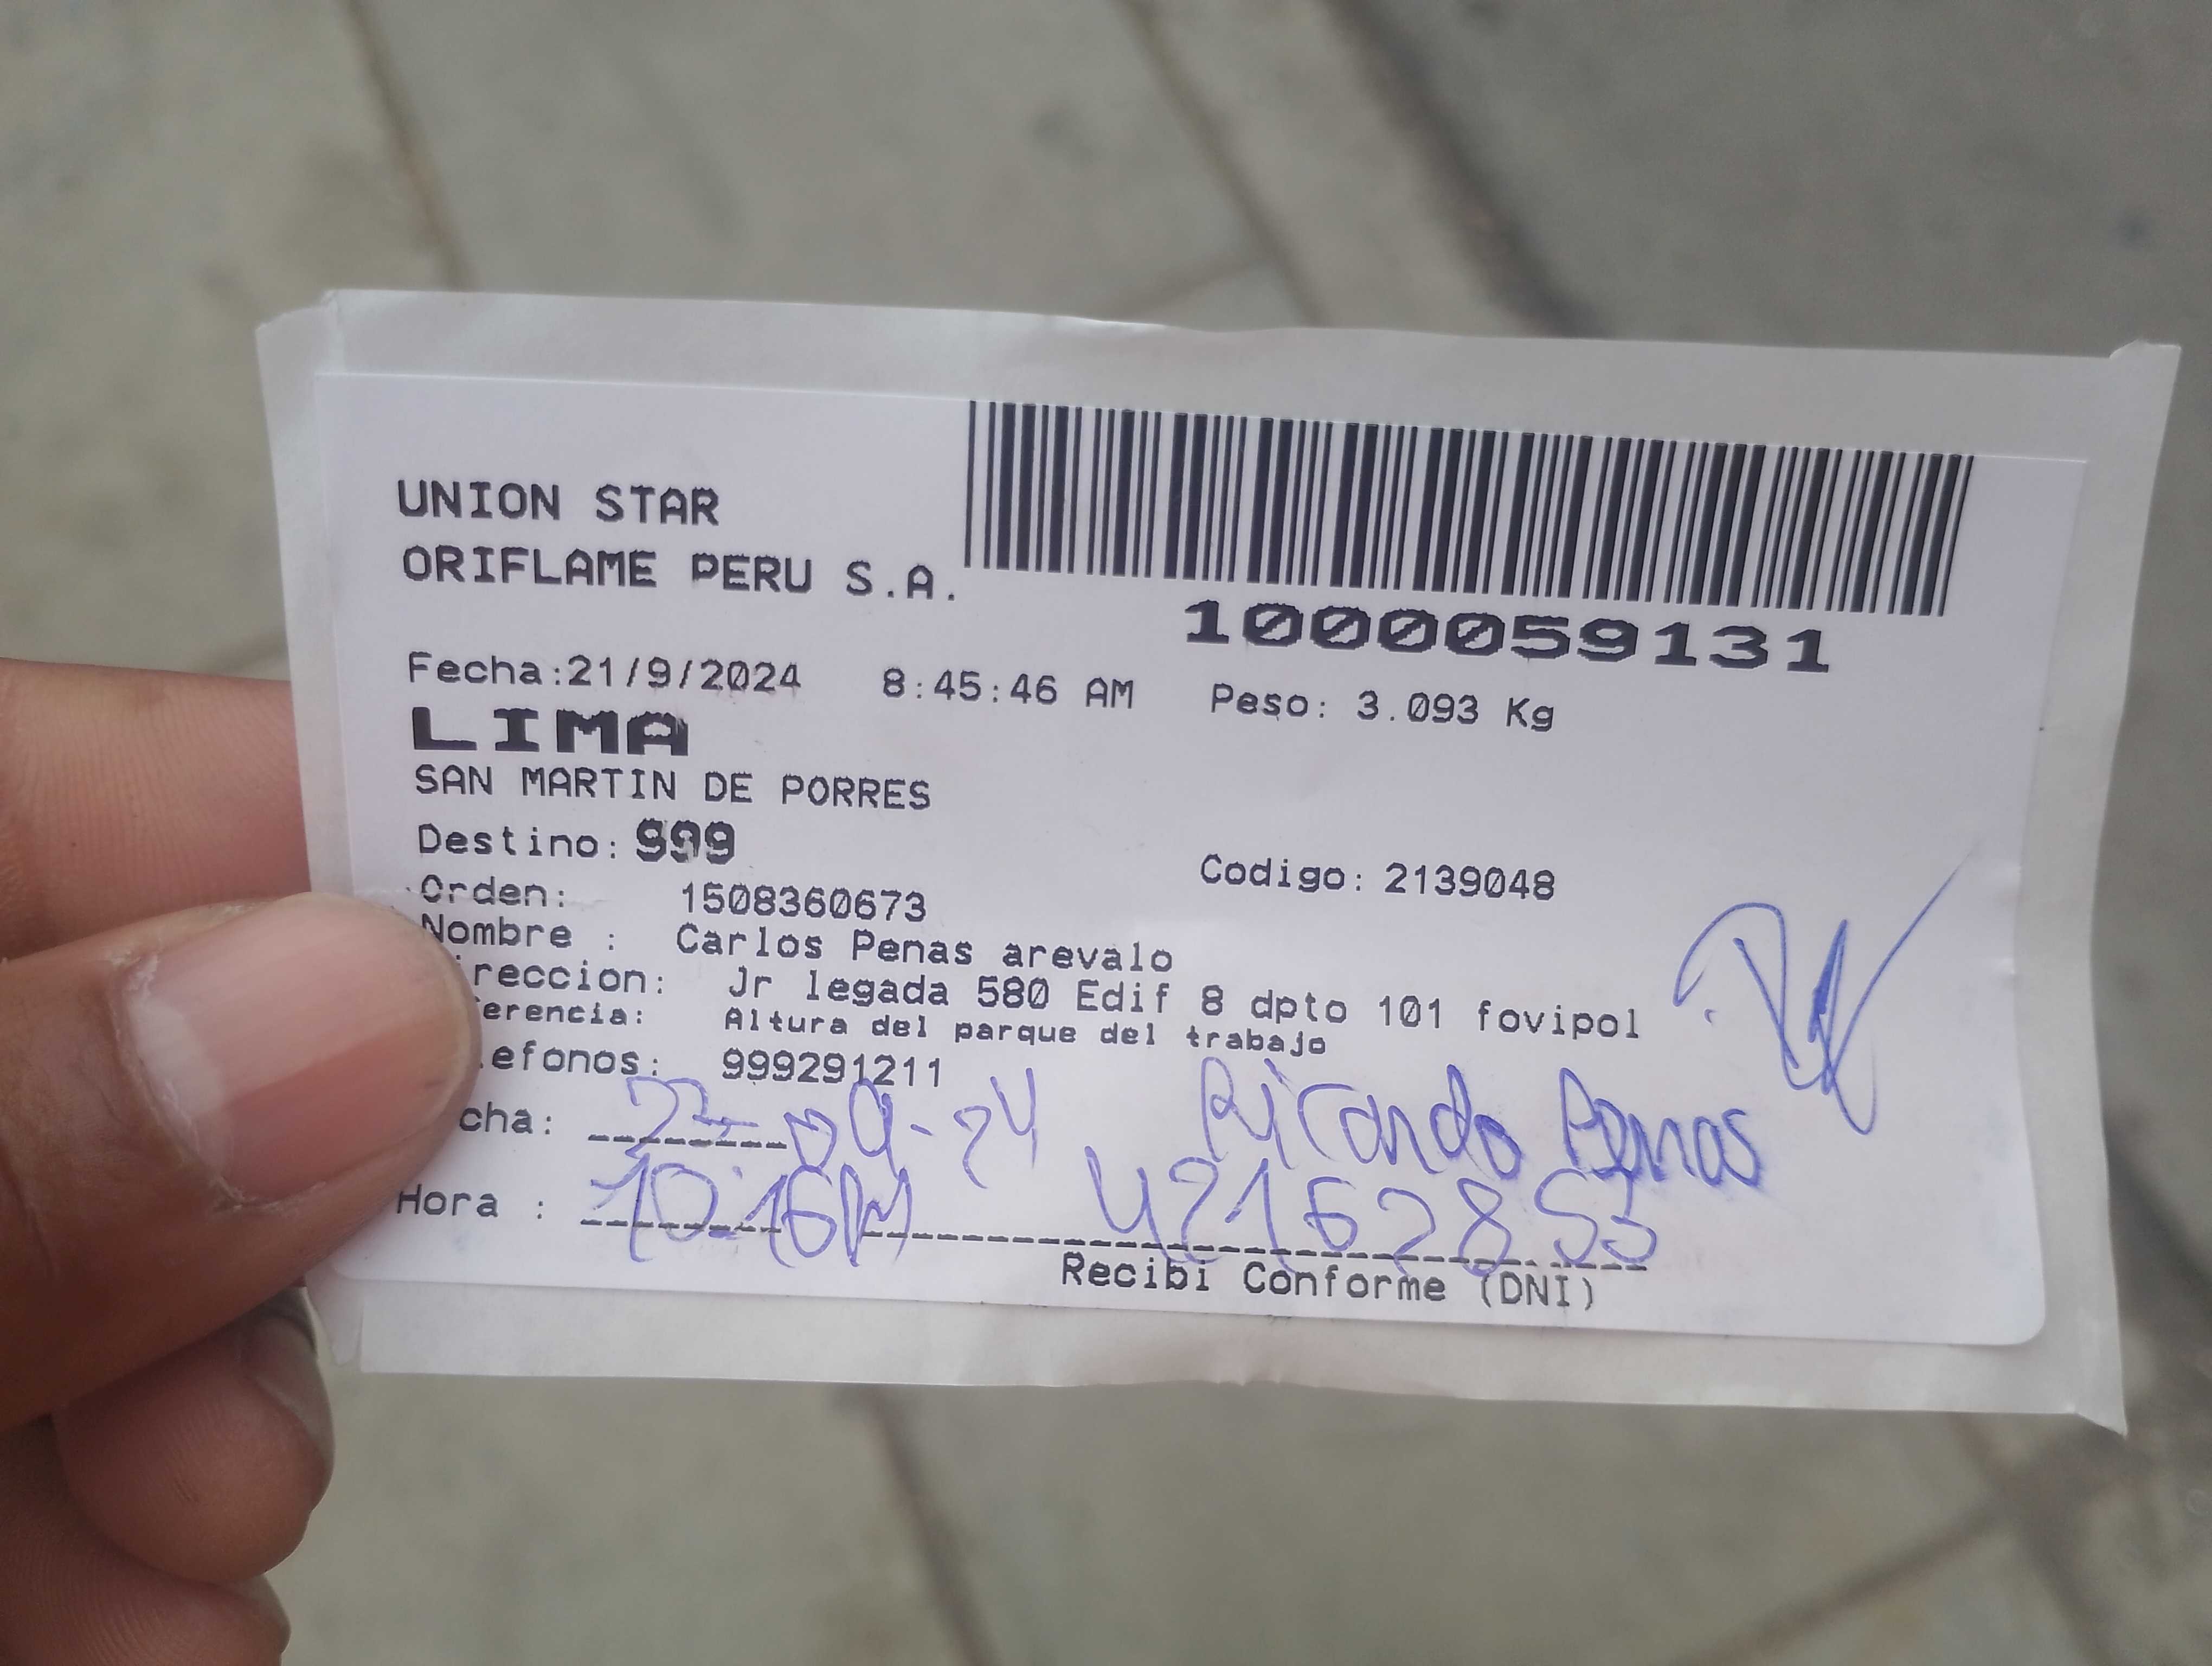 UNION STAR
ORIFLAME PERU S.A.
1000059131
Fecha:21/9/2024 8:45:46 AM Peso: 3.093 Kg
LIMA
SAN MARTIN DE PORRES
Destino: 999
Codigo: 2139048
Orden: 1508360673
Nombre : Carlos Penas arevalo
ireccion: Jr legada 580 Edif 8 dpto 101 fovipol
erencia: Altura del parque del trabajo
lefonos: 999291211
cha: 23-09-24 Ricardo Penas
Hora : 10:16 42162853
Recibi Conforme (DNI)